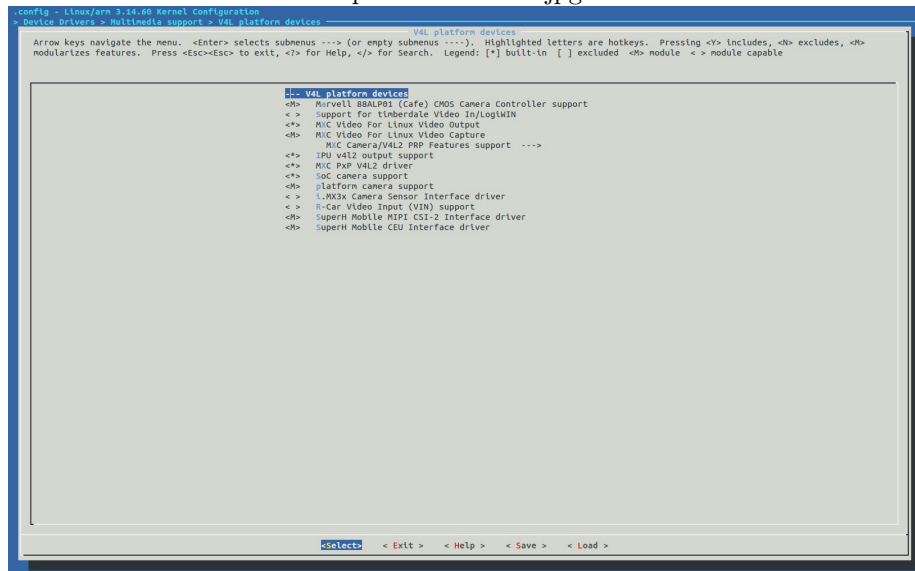 jpg
.config - Linux/arm 3.14.60 Kernel Configuration
> Device Drivers > Multimedia support > V4L platform devices
V4L platform devices
Arrow keys navigate the menu. <Enter> selects submenus ---> (or empty submenus ----). Highlighted letters are hotkeys. Pressing <Y> includes, <N> excludes, <M>
modularizes features. Press <Esc><Esc> to exit, <?> for Help, </> for Search. Legend: [*] built-in [ ] excluded <M> module < > module capable
--- V4L platform devices
<M> Marvell 88ALP01 (Cafe) CMOS Camera Controller support
< > Support for timberdale Video In/LogiWIN
<*> MXC Video For Linux Video Output
<M> MXC Video For Linux Video Capture
MXC Camera/V4L2 PRP Features support --->
<*> IPU v4l2 output support
<*> MXC PxP V4L2 driver
<*> SoC camera support
<M> platform camera support
< > i.MX3x Camera Sensor Interface driver
< > R-Car Video Input (VIN) support
<M> SuperH Mobile MIPI CSI-2 Interface driver
<M> SuperH Mobile CEU Interface driver
<Select> < Exit > < Help > < Save > < Load >